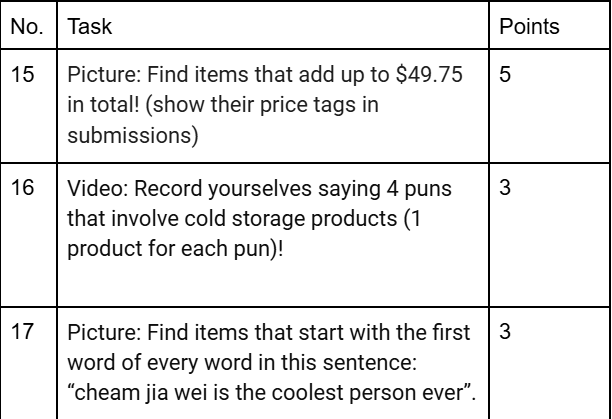 No. Task Points
15 Picture: Find items that add up to $49.75 5
in total! (show their price tags in
submissions)
16 Video: Record yourselves saying 4 puns 3
that involve cold storage products (1
product for each pun)!
17 Picture: Find items that start with the first 3
word of every word in this sentence:
“cheam jia wei is the coolest person ever”.